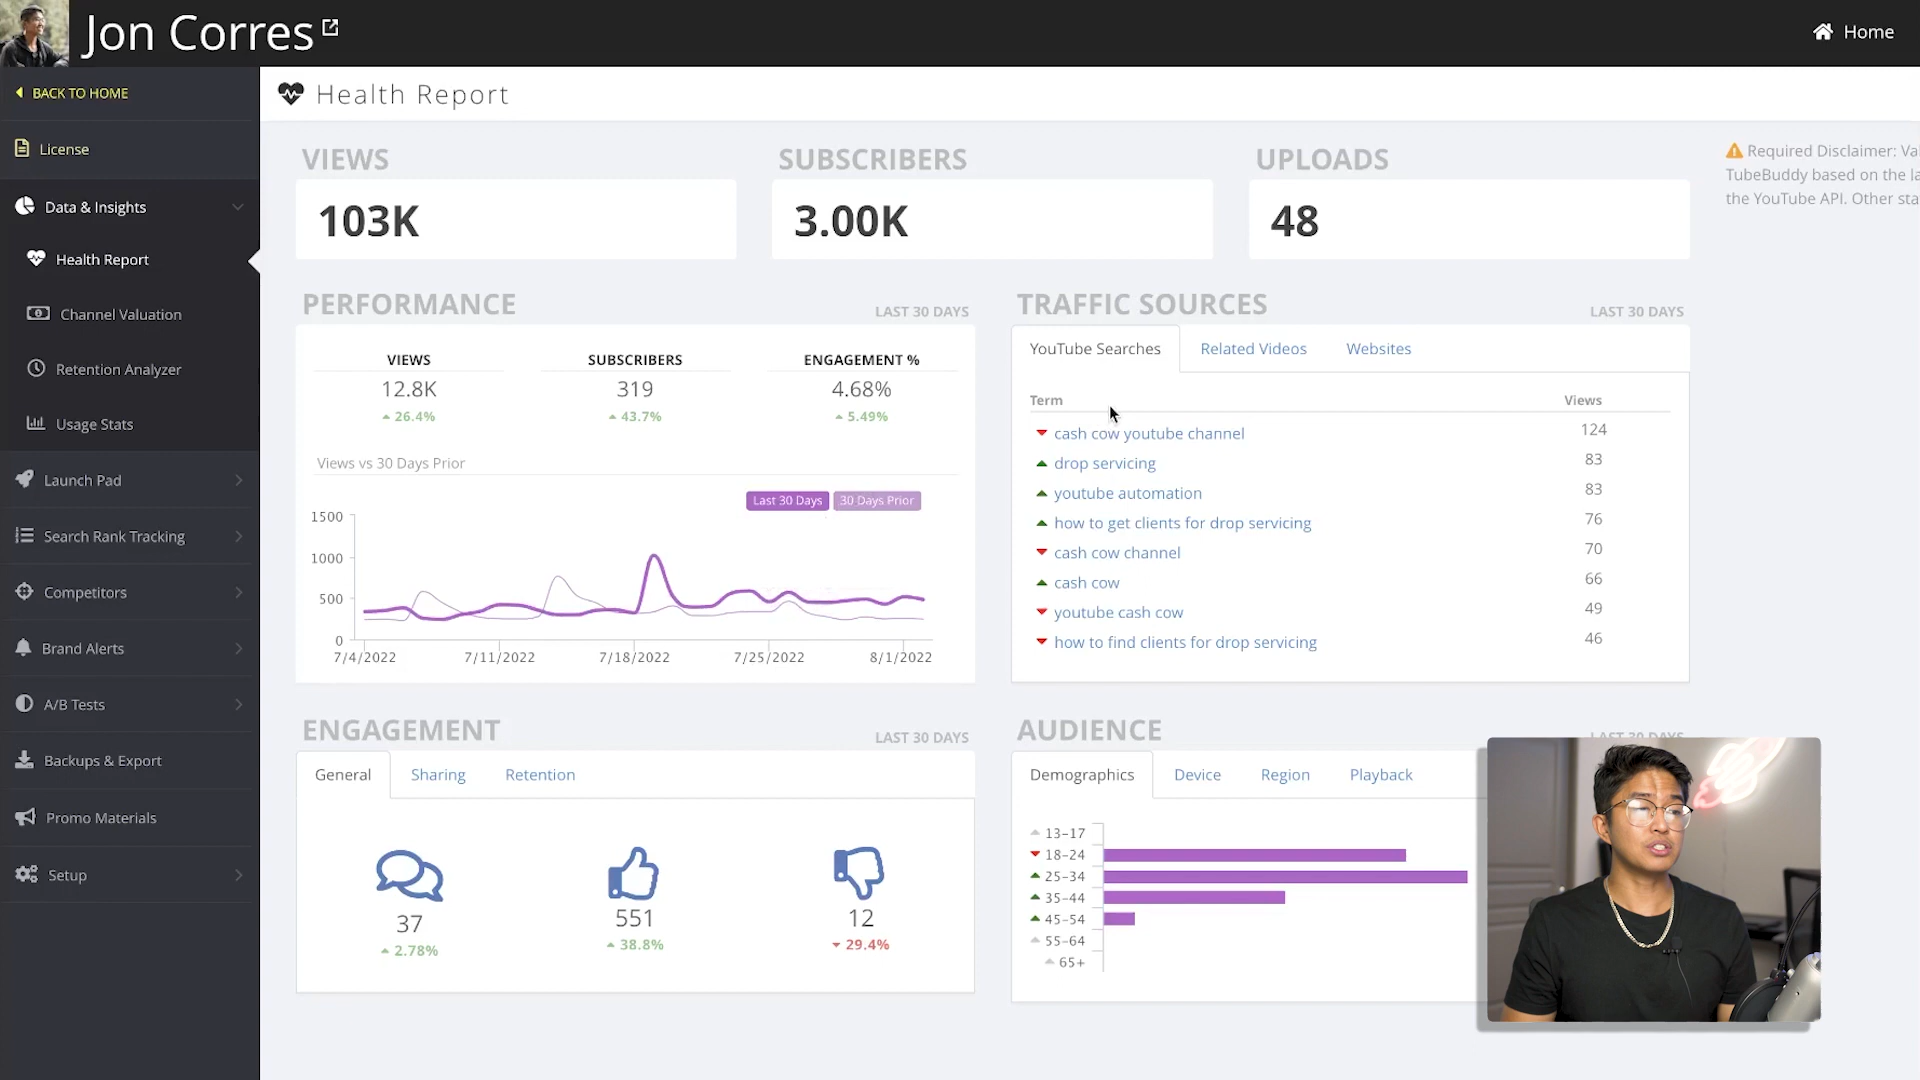 Jon Corres
Home
BACK TO HOME
License
Data & Insights
Health Report
Channel Valuation
Retention Analyzer
Usage Stats
Launch Pad
Search Rank Tracking
Competitors
Brand Alerts
A/B Tests
Backups & Export
Promo Materials
Setup
Health Report
VIEWS
103K
SUBSCRIBERS
3.00K
UPLOADS
48
Required Disclaimer: Val
TubeBuddy based on the la
the YouTube API. Other sta
PERFORMANCE
LAST 30 DAYS
VIEWS SUBSCRIBERS ENGAGEMENT %
12.8K 319 4.68%
26.4% 43.7% 5.49%
Views vs 30 Days Prior
Last 30 Days 30 Days Prior
1500
1000
500
0
7/4/2022 7/11/2022 7/18/2022 7/25/2022 8/1/2022
TRAFFIC SOURCES
LAST 30 DAYS
YouTube Searches Related Videos Websites
Term Views
cash cow youtube channel 124
drop servicing 83
youtube automation 83
how to get clients for drop servicing 76
cash cow channel 70
cash cow 66
youtube cash cow 49
how to find clients for drop servicing 46
ENGAGEMENT
LAST 30 DAYS
General Sharing Retention
37 551 12
2.78% 38.8% 29.4%
AUDIENCE
LAST 30 DAYS
Demographics Device Region Playback
13-17
18-24
25-34
35-44
45-54
55-64
65+